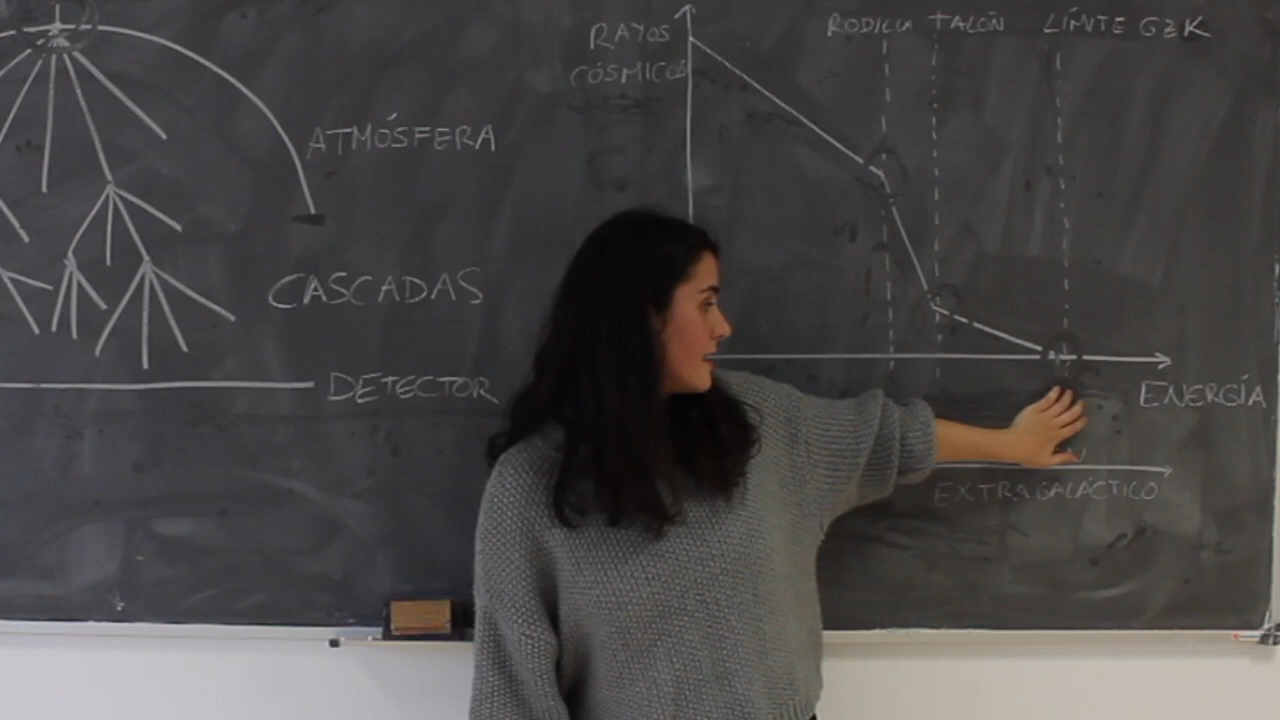 ATMÓSFERA
CASCADAS
DETECTOR
RAYOS
CÓSMICOS
RODILLA TALÓN LÍMITE GZK
ENERGÍA
EXTRAGALÁCTICO